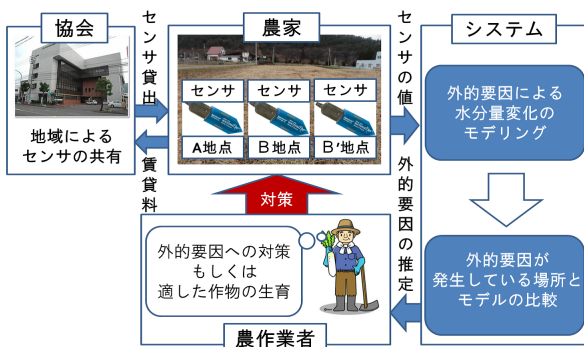 協会
地域による
センサの共有
センサ貸出
賃貸料
農家
センサ
センサ
センサ
A地点
B地点
B'地点
対策
センサの値
外的要因の推定
システム
外的要因による
水分量変化の
モデリング
外的要因が
発生している場所と
モデルの比較
外的要因への対策
もしくは
適した作物の生育
農作業者